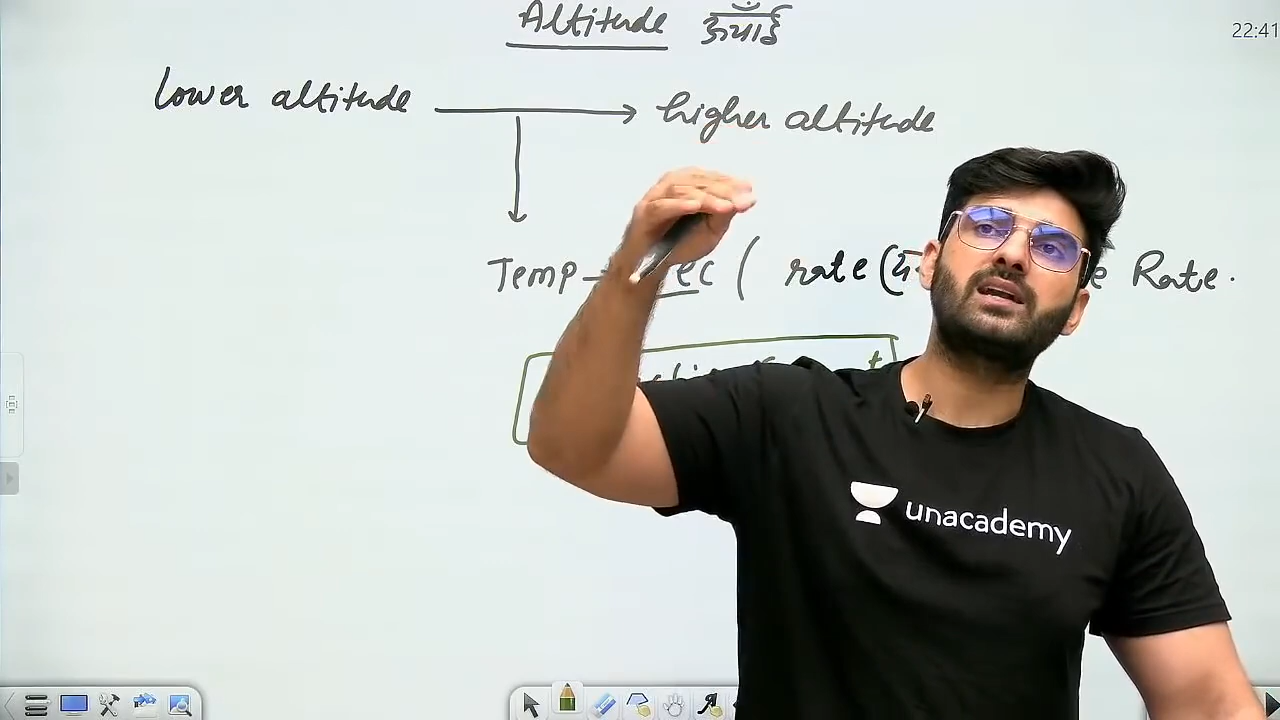 Altitude ऊँचाई
22:41
lower altitude → higher altitude
Temp
rate (
Rate.
unacademy